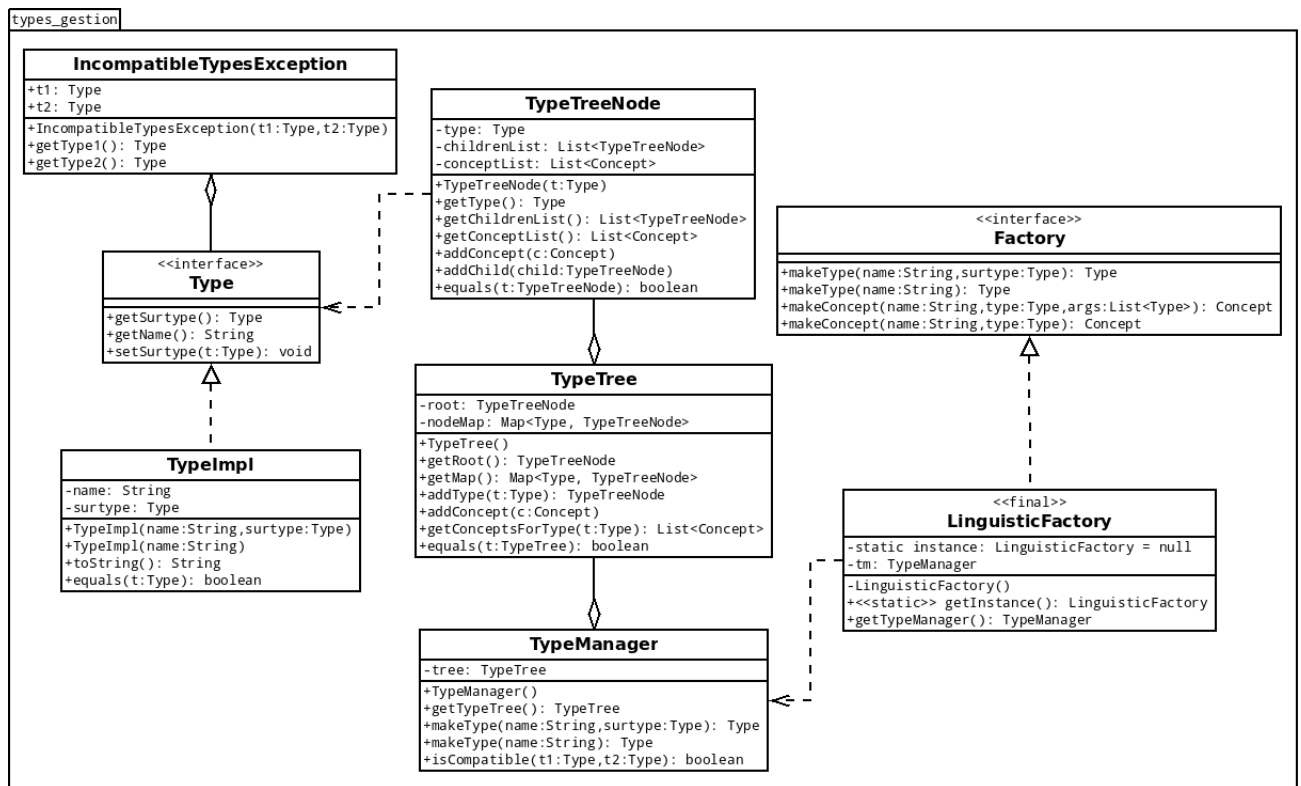 types_gestion
IncompatibleTypesException
+t1: Type
+t2: Type
+IncompatibleTypesException(t1:Type,t2:Type)
+getType1(): Type
+getType2(): Type
TypeTreeNode
-type: Type
-childrenList: List<TypeTreeNode>
-conceptList: List<Concept>
+TypeTreeNode(t:Type)
+getType(): Type
+getChildrenList(): List<TypeTreeNode>
+getConceptList(): List<Concept>
+addConcept(c:Concept)
+addChild(child:TypeTreeNode)
+equals(t:TypeTreeNode): boolean
<<interface>>
Factory
+makeType(name:String,surtype:Type): Type
+makeType(name:String): Type
+makeConcept(name:String,type:Type,args:List<Type>): Concept
+makeConcept(name:String,type:Type): Concept
<<interface>>
Type
+getSurtype(): Type
+getName(): String
+setSurtype(t:Type): void
TypeTree
-root: TypeTreeNode
-nodeMap: Map<Type, TypeTreeNode>
+TypeTree()
+getRoot(): TypeTreeNode
+getMap(): Map<Type, TypeTreeNode>
+addType(t:Type): TypeTreeNode
+addConcept(c:Concept)
+getConceptsForType(t:Type): List<Concept>
+equals(t:TypeTree): boolean
TypeImpl
-name: String
-surtype: Type
+TypeImpl(name:String,surtype:Type)
+TypeImpl(name:String)
+toString(): String
+equals(t:Type): boolean
<<final>>
LinguisticFactory
-static instance: LinguisticFactory = null
-tm: TypeManager
-LinguisticFactory()
+<<static>> getInstance(): LinguisticFactory
+getTypeManager(): TypeManager
TypeManager
-tree: TypeTree
+TypeManager()
+getTypeTree(): TypeTree
+makeType(name:String,surtype:Type): Type
+makeType(name:String): Type
+isCompatible(t1:Type,t2:Type): boolean